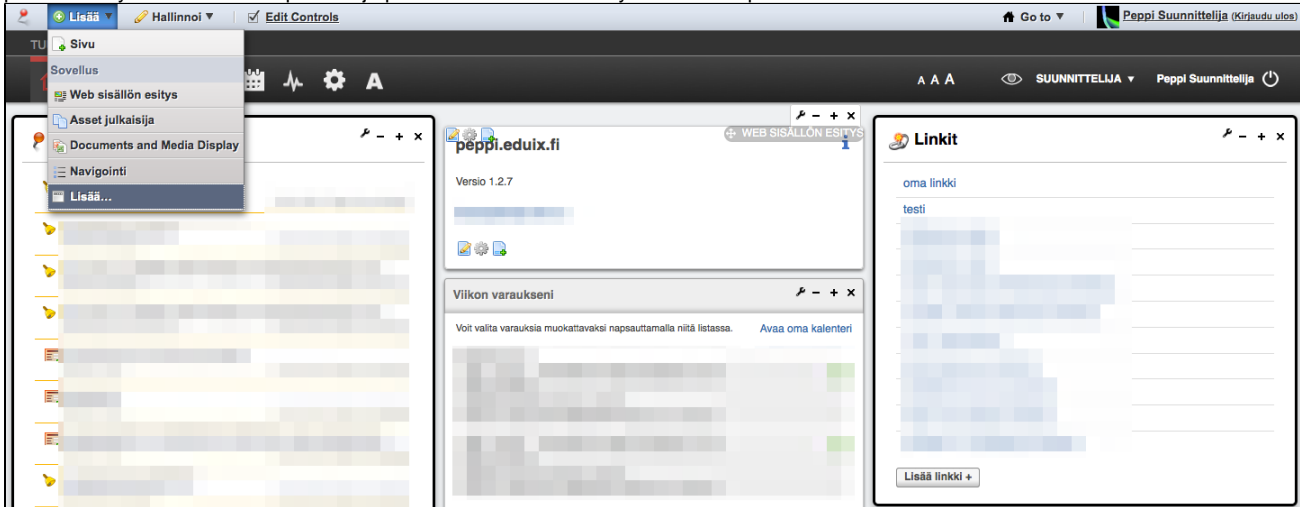 Lisää ▼ Hallinnoi ▼ Edit Controls Go to ▼ Peppi Suunnittelija (Kirjaudu ulos)
TU
Sivu
Sovellus
Web sisällön esitys
Asset julkaisija
Documents and Media Display
Navigointi
Lisää...
A A A SUUNNITTELIJA ▼ Peppi Suunnittelija
WEB SISÄLLÖN ESITYS
peppi.eduix.fi
Versio 1.2.7
Viikon varaukseni
Voit valita varauksia muokattavaksi napsauttamalla niitä listassa. Avaa oma kalenteri
Linkit
oma linkki
testi
Lisää linkki +